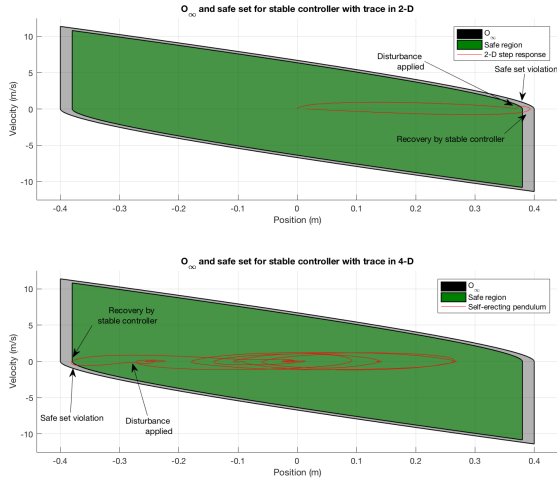 O∞ and safe set for stable controller with trace in 2-D
10
5
0
-5
-10
Velocity (m/s)
Disturbance
applied
O∞
Safe region
2-D step response
Safe set violation
Recovery by stable controller
-0.4
-0.3
-0.2
-0.1
0
0.1
0.2
0.3
0.4
Position (m)
O∞ and safe set for stable controller with trace in 4-D
10
5
0
-5
-10
Velocity (m/s)
Recovery by
stable controller
O∞
Safe region
Self-erecting pendulum
Safe set violation
Disturbance
applied
-0.4
-0.3
-0.2
-0.1
0
0.1
0.2
0.3
0.4
Position (m)